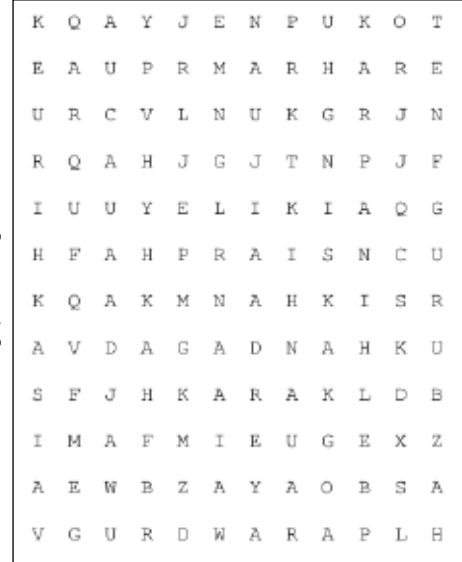 K Q A Y J E N P U K O T
E A U P R M A R H A R E
U R C V L N U K G R J N
R Q A H J G J T N P J F
I U U Y E L I K I A Q G
H F A H P R A I S N C U
K Q A K M N A H K I S R
A V D A G A D N A H K U
S F J H K A R A K L D B
I M A F M I E U G E X Z
A E W B Z A Y A O B S A
V G U R D W A R A P L H